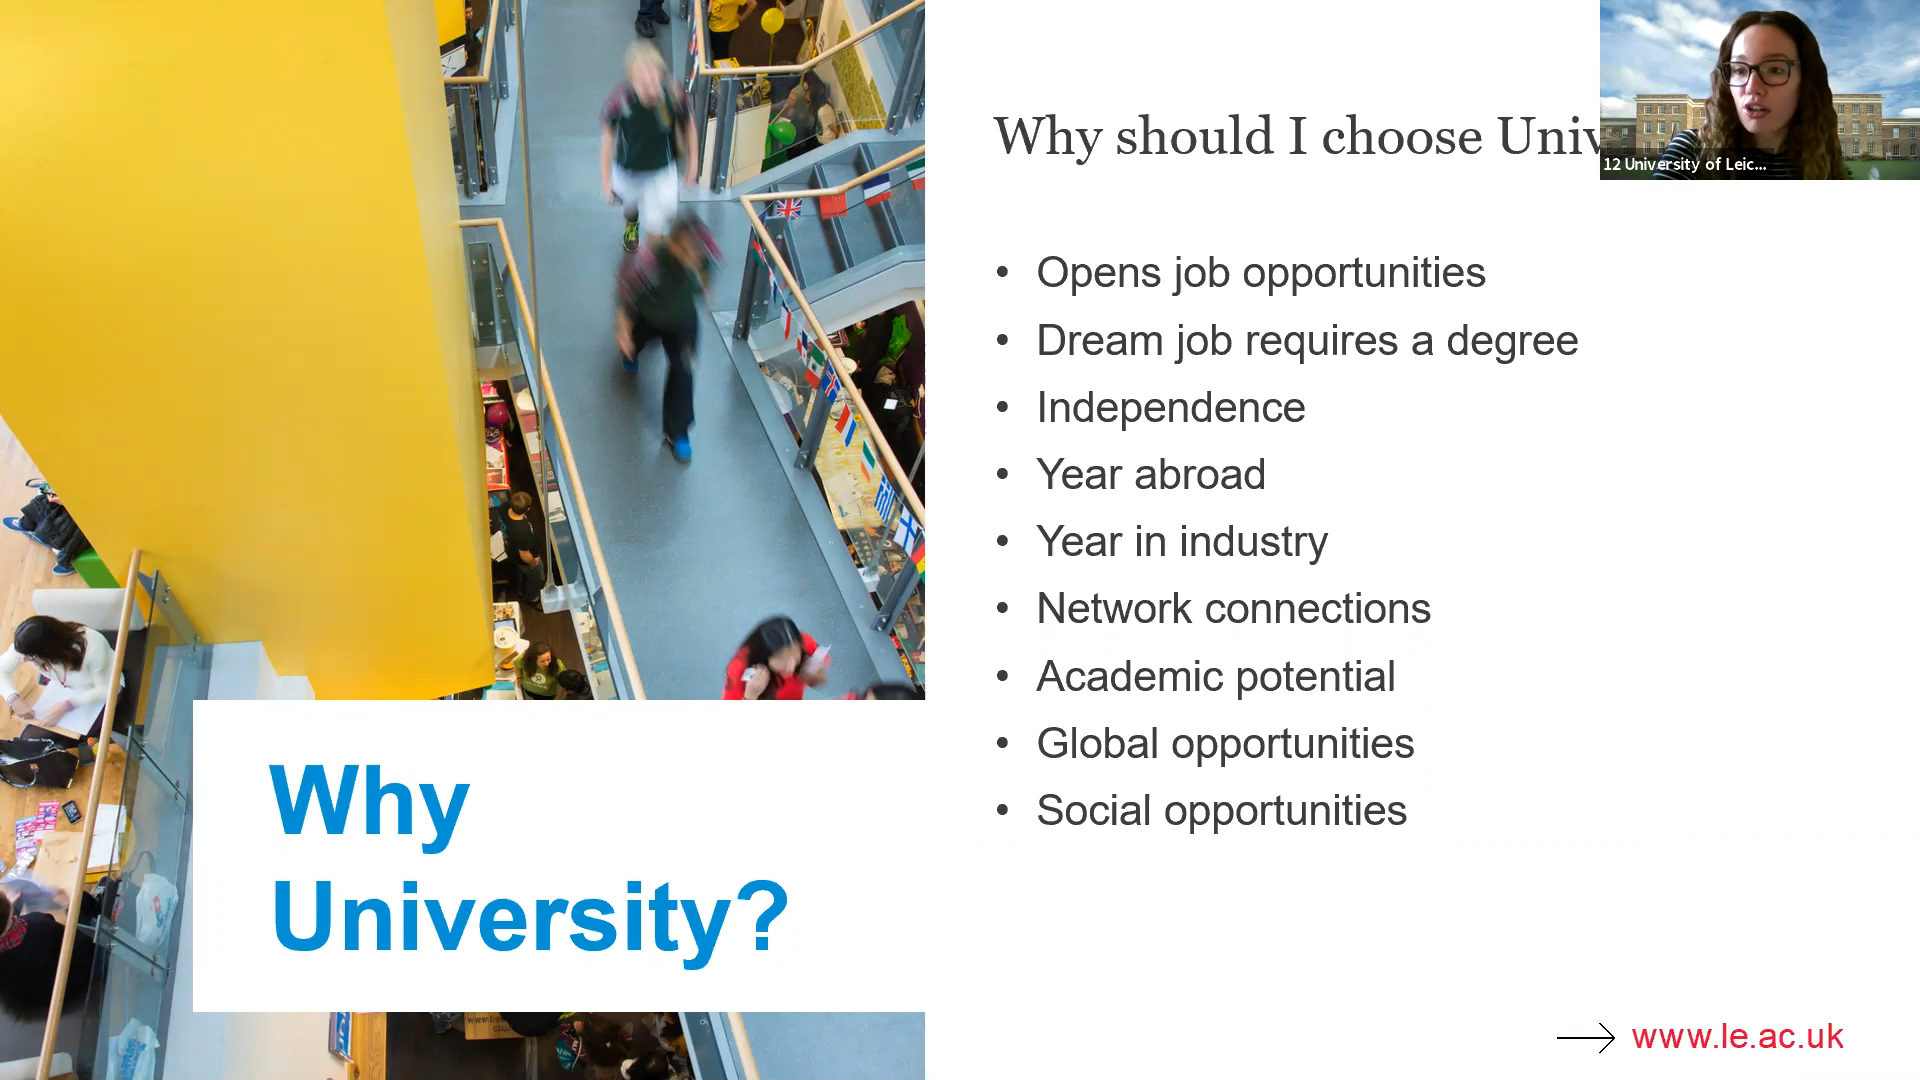 Why should I choose Univ
12 University of Leic...
• Opens job opportunities
• Dream job requires a degree
• Independence
• Year abroad
• Year in industry
• Network connections
• Academic potential
• Global opportunities
• Social opportunities
Why
University?
www.le.ac.uk